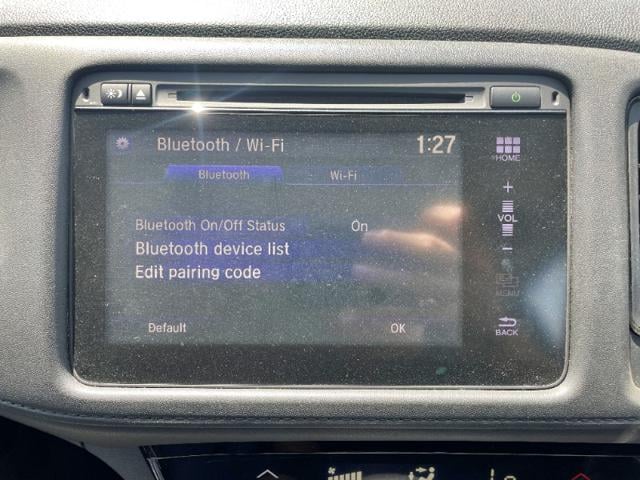 Bluetooth / Wi-Fi 1:27
HOME
Bluetooth Wi-Fi
+
VOL
-
Bluetooth On/Off Status On
Bluetooth device list
Edit pairing code
MENU
Default OK
BACK